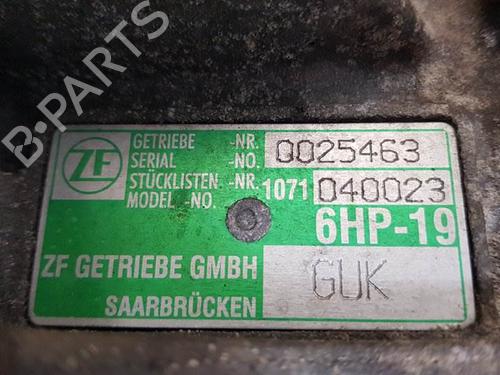 B-PARTS
ZF
GETRIEBE -NR. 0025463
SERIAL -NO.
STÜCKLISTEN -NR. 1071 040023
MODEL -NO.
6HP-19
ZF GETRIEBE GMBH GUK
SAARBRÜCKEN